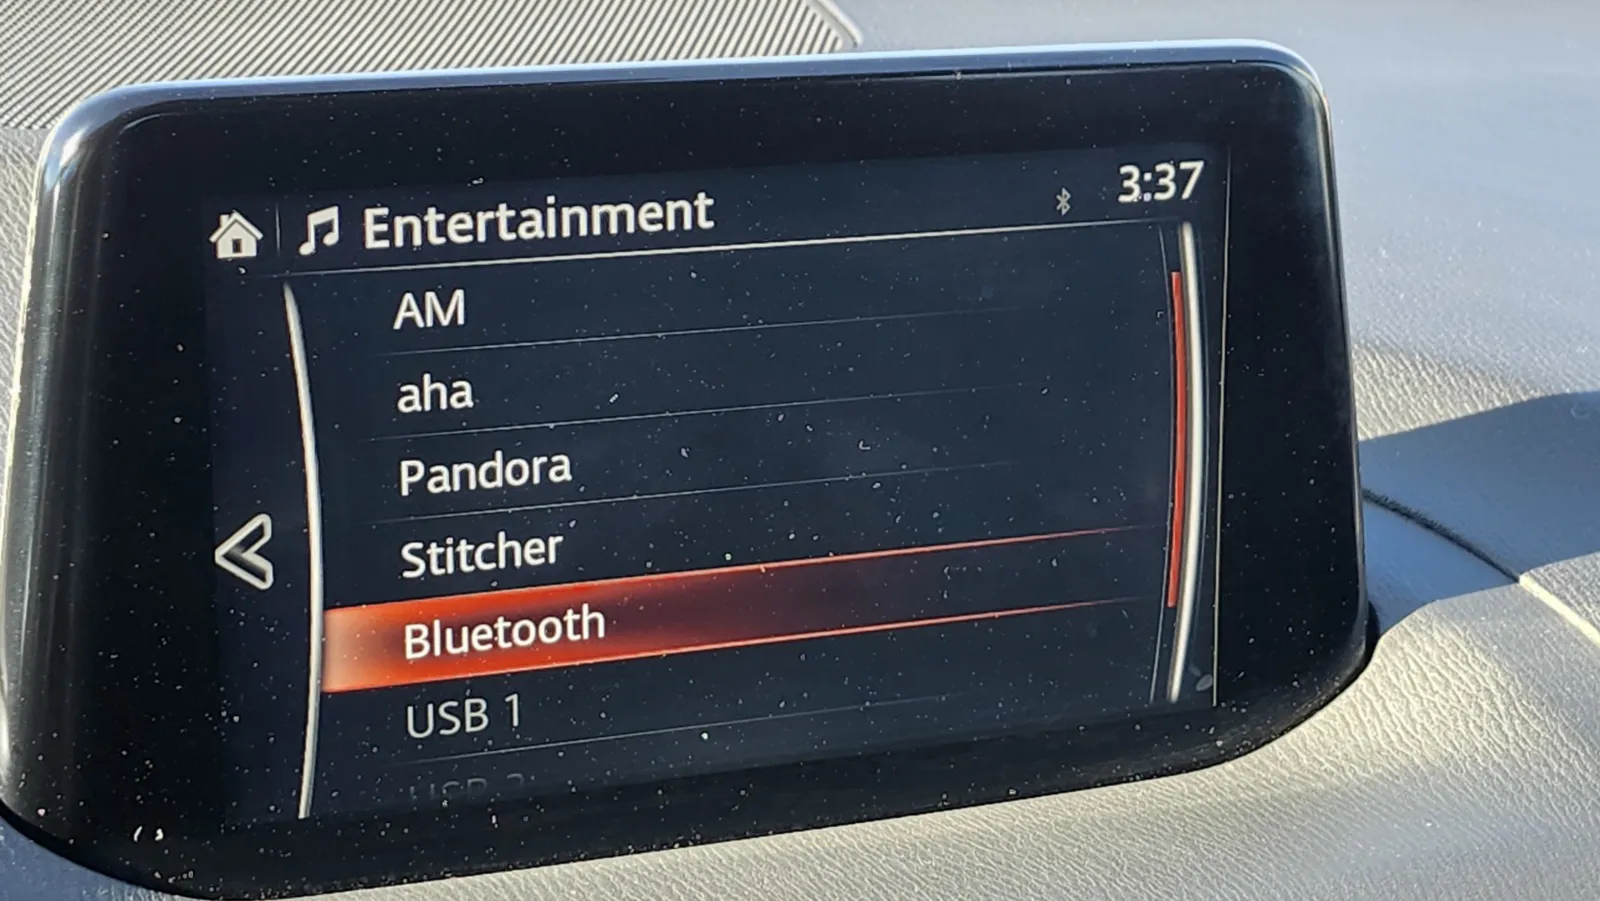 Entertainment
3:37
AM
aha
Pandora
Stitcher
Bluetooth
USB 1